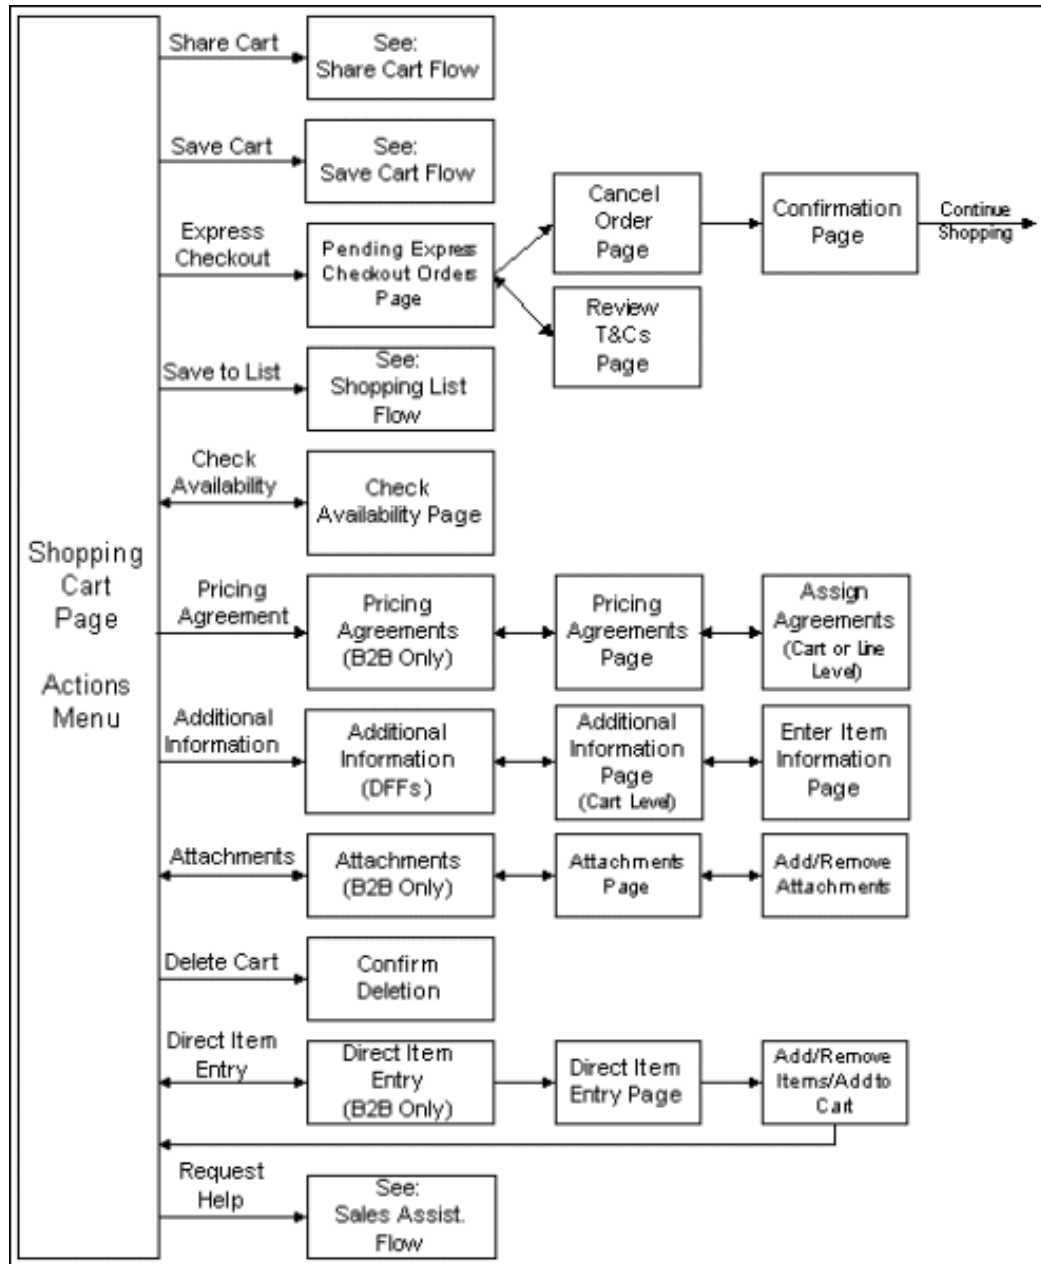 Shopping
Cart
Page
Actions
Menu
Share Cart
See:
Share Cart Flow
Save Cart
See:
Save Cart Flow
Express
Checkout
Pending Express
Checkout Orders
Page
Cancel
Order
Page
Confirmation
Page
Continue
Shopping
Review
T&Cs
Page
Save to List
See:
Shopping List
Flow
Check
Availability
Check
Availability Page
Pricing
Agreement
Pricing
Agreements
(B2B Only)
Pricing
Agreements
Page
Assign
Agreements
(Cart or Line
Level)
Additional
Information
Additional
Information
(DFFs)
Additional
Information
Page
(Cart Level)
Enter Item
Information
Page
Attachments
Attachments
(B2B Only)
Attachments
Page
Add/Remove
Attachments
Delete Cart
Confirm
Deletion
Direct Item
Entry
Direct Item
Entry
(B2B Only)
Direct Item
Entry Page
Add/Remove
Items/Add to
Cart
Request
Help
See:
Sales Assist.
Flow